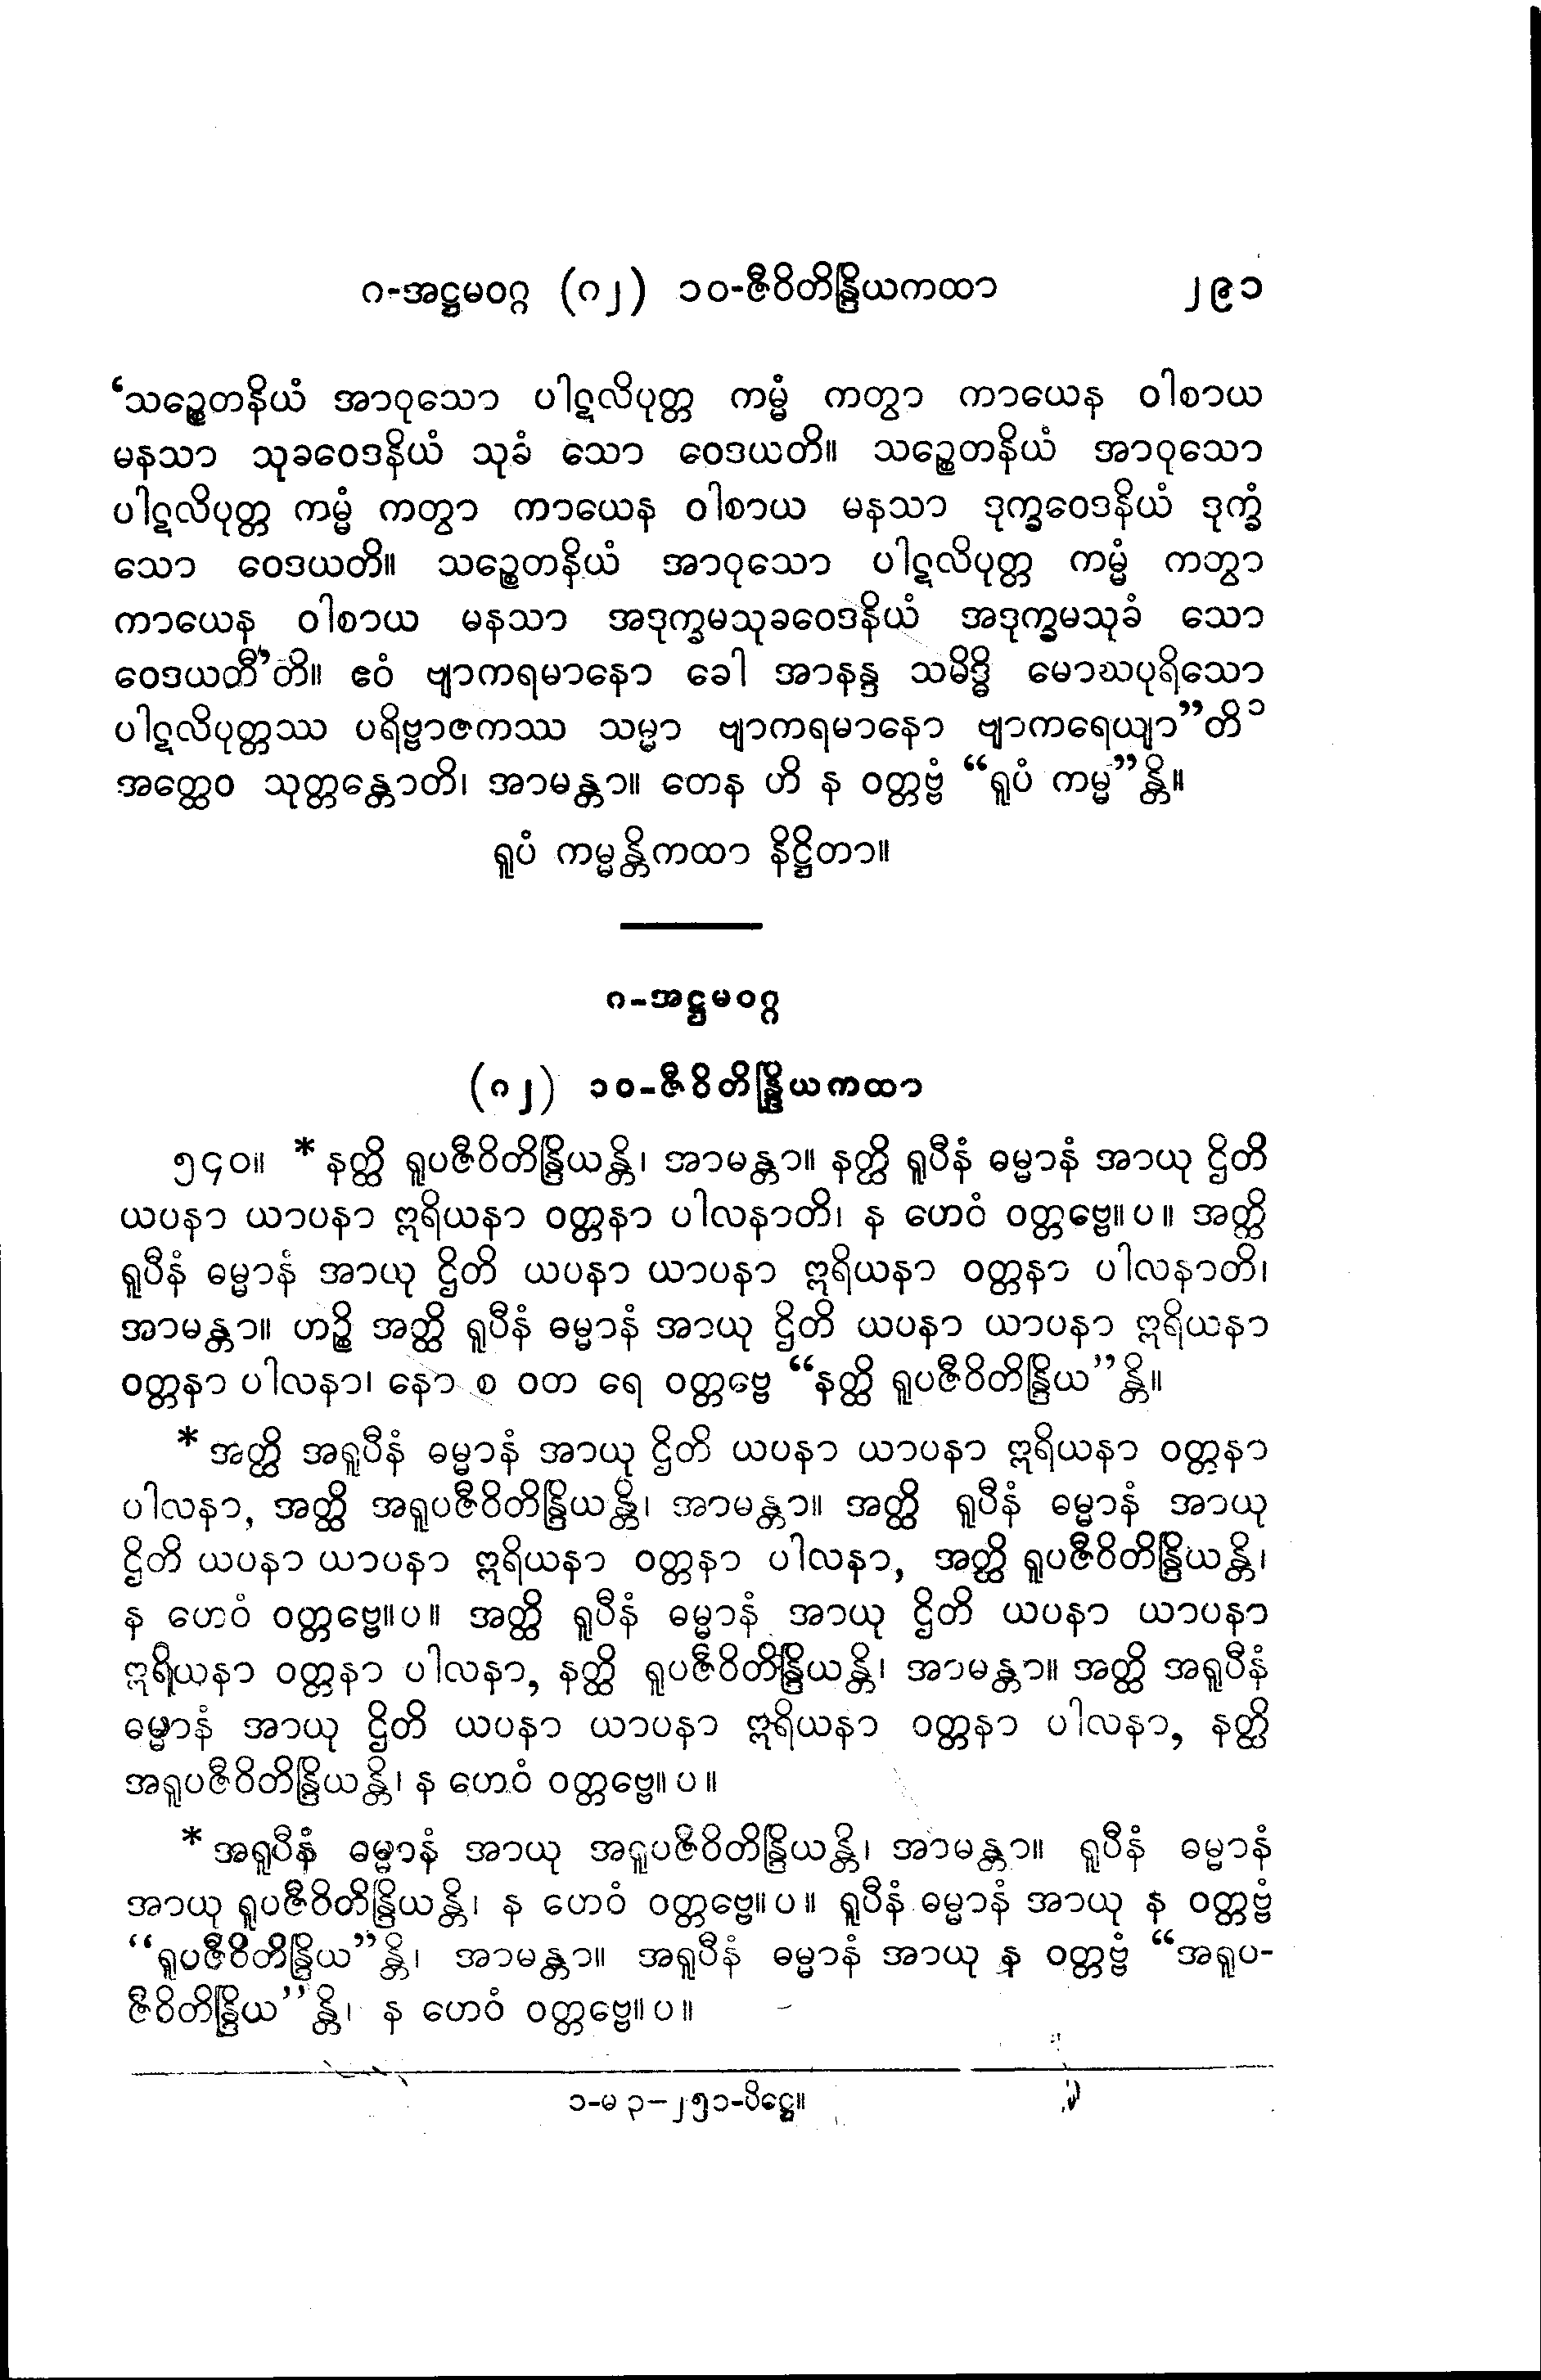 ဂ-အဋ္ဌမဝဂ္ဂ (၈၂) ၁၀-ဇီဝိတိန္ဒြိယကထာ ၂၉၁
‘သဉ္စေတနိယံ အာဝုသော ပါဋလိပုတ္တ ကမ္မံ ကတွာ ကာယေန ဝါစာယ
မနသာ သုခဝေဒနိယံ သုခံ သော ဝေဒယတိ။ သဉ္စေတနိယံ အာဝုသော
ပါဋလိပုတ္တ ကမ္မံ ကတွာ ကာယေန ဝါစာယ မနသာ ဒုက္ခဝေဒနိယံ ဒုက္ခံ
သော ဝေဒယတိ။ သဉ္စေတနိယံ အာဝုသော ပါဋလိပုတ္တ ကမ္မံ ကတွာ
ကာယေန ဝါစာယ မနသာ အဒုက္ခမသုခဝေဒနိယံ အဒုက္ခမသုခံ သော
ဝေဒယတီ’တိ။ ဧဝံ ဗျာကရမာနော ခေါ အာနန္ဒ သမိဒ္ဓိ မောဃပုရိသော
ပါဋလိပုတ္တဿ ပရိဗ္ဗာဇကဿ သမ္မာ ဗျာကရမာနော ဗျာကရေယျာ”တိ ၁
အတ္ထေဝ သုတ္တန္တောတိ၊ အာမန္တာ။ တေန ဟိ န ဝတ္တဗ္ဗံ “ရူပံ ကမ္မ”န္တိ။
ရူပံ ကမ္မန္တိကထာ နိဋ္ဌိတာ။
ဂ-အဋ္ဌမဝဂ္ဂ
(၈၂) ၁၀-ဇီဝိတိန္ဒြိယကထာ
၅၄၀။ * နတ္ထိ ရူပဇီဝိတိန္ဒြိယန္တိ၊ အာမန္တာ။ နတ္ထိ ရူပီနံ ဓမ္မာနံ အာယု ဌိတိ
ယပနာ ယာပနာ ဣရိယနာ ဝတ္တနာ ပါလနာတိ၊ န ဟေဝံ ဝတ္တဗ္ဗေ။ပ။ အတ္ထိ
ရူပီနံ ဓမ္မာနံ အာယု ဌိတိ ယပနာ ယာပနာ ဣရိယနာ ဝတ္တနာ ပါလနာတိ၊
အာမန္တာ။ ဟဉ္စိ အတ္ထိ ရူပီနံ ဓမ္မာနံ အာယု ဌိတိ ယပနာ ယာပနာ ဣရိယနာ
ဝတ္တနာ ပါလနာ၊ နော စ ဝတ ရေ ဝတ္တဗ္ဗေ “နတ္ထိ ရူပဇီဝိတိန္ဒြိယ”န္တိ။
* အတ္ထိ အရူပီနံ ဓမ္မာနံ အာယု ဌိတိ ယပနာ ယာပနာ ဣရိယနာ ဝတ္တနာ
ပါလနာ, အတ္ထိ အရူပဇီဝိတိန္ဒြိယန္တိ၊ အာမန္တာ။ အတ္ထိ ရူပီနံ ဓမ္မာနံ အာယု
ဌိတိ ယပနာ ယာပနာ ဣရိယနာ ဝတ္တနာ ပါလနာ, အတ္ထိ ရူပဇီဝိတိန္ဒြိယန္တိ၊
န ဟေဝံ ဝတ္တဗ္ဗေ။ပ။ အတ္ထိ ရူပီနံ ဓမ္မာနံ အာယု ဌိတိ ယပနာ ယာပနာ
ဣရိယနာ ဝတ္တနာ ပါလနာ, နတ္ထိ ရူပဇီဝိတိန္ဒြိယန္တိ၊ အာမန္တာ။ အတ္ထိ အရူပီနံ
ဓမ္မာနံ အာယု ဌိတိ ယပနာ ယာပနာ ဣရိယနာ ဝတ္တနာ ပါလနာ, နတ္ထိ
အရူပဇီဝိတိန္ဒြိယန္တိ၊ န ဟေဝံ ဝတ္တဗ္ဗေ။ ပ။
* အရူပီနံ ဓမ္မာနံ အာယု အရူပဇီဝိတိန္ဒြိယန္တိ၊ အာမန္တာ။ ရူပီနံ ဓမ္မာနံ
အာယု ရူပဇီဝိတိန္ဒြိယန္တိ၊ န ဟေဝံ ဝတ္တဗ္ဗေ။ပ။ ရူပီနံ ဓမ္မာနံ အာယု န ဝတ္တဗ္ဗံ
“ရူပဇီဝိတိန္ဒြိယ”န္တိ၊ အာမန္တာ။ အရူပီနံ ဓမ္မာနံ အာယု န ဝတ္တဗ္ဗံ “အရူပ-
ဇီဝိတိန္ဒြိယ”န္တိ၊ န ဟေဝံ ဝတ္တဗ္ဗေ။ ပ။
၁-မ ၃-၂၅၁-ပိဋ္ဌေ။